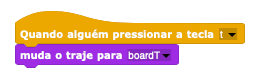 Quando alguém pressionar a tecla t
muda o traje para boardT